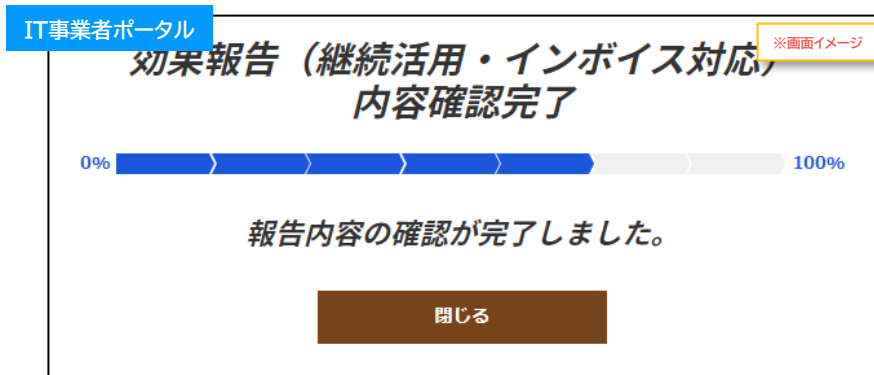 IT事業者ポータル
※画面イメージ
効果報告（継続活用・インボイス対応）
内容確認完了
0%
100%
報告内容の確認が完了しました。
閉じる